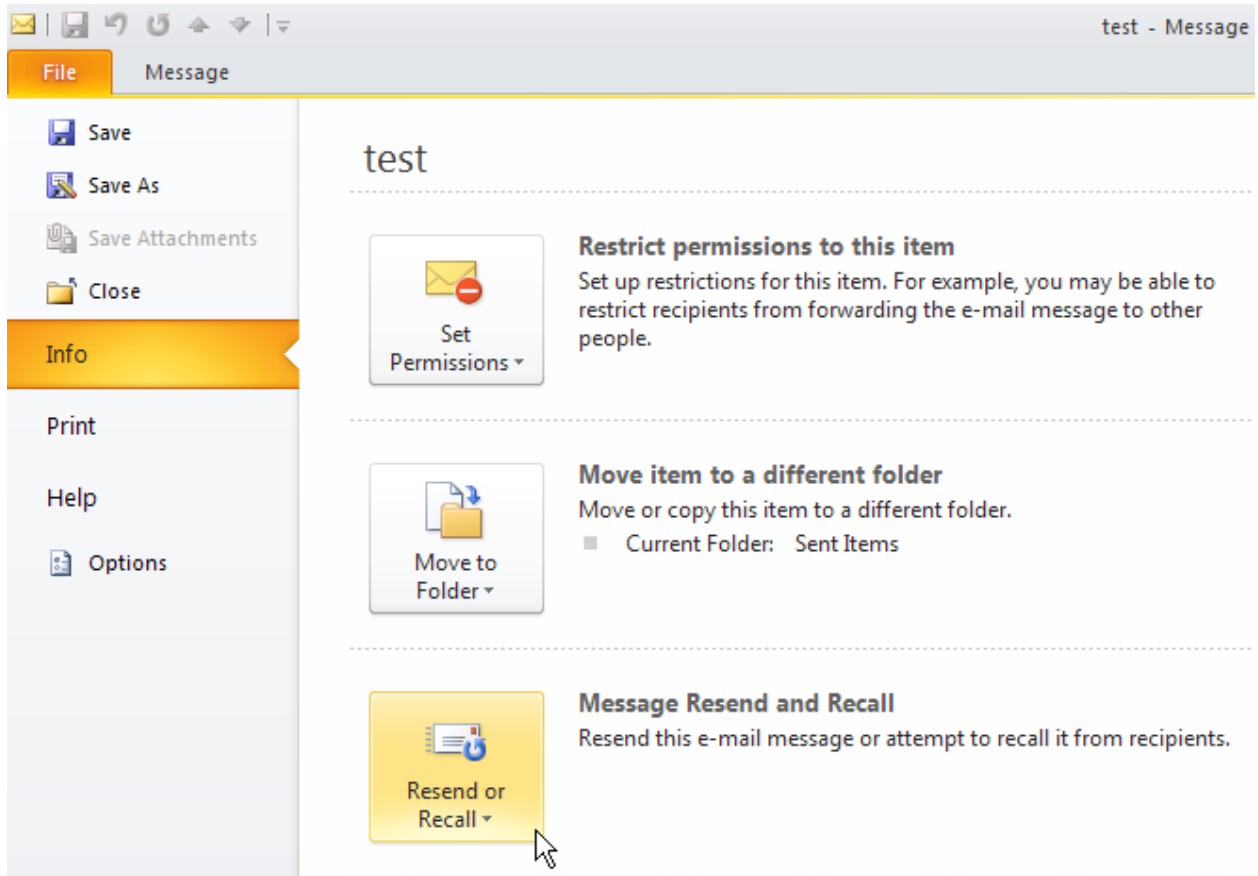 test - Message
File
Message
Save
Save As
Save Attachments
Close
Info
Print
Help
Options
test
Set
Permissions
Restrict permissions to this item
Set up restrictions for this item. For example, you may be able to
restrict recipients from forwarding the e-mail message to other
people.
Move to
Folder
Move item to a different folder
Move or copy this item to a different folder.
Current Folder: Sent Items
Resend or
Recall
Message Resend and Recall
Resend this e-mail message or attempt to recall it from recipients.